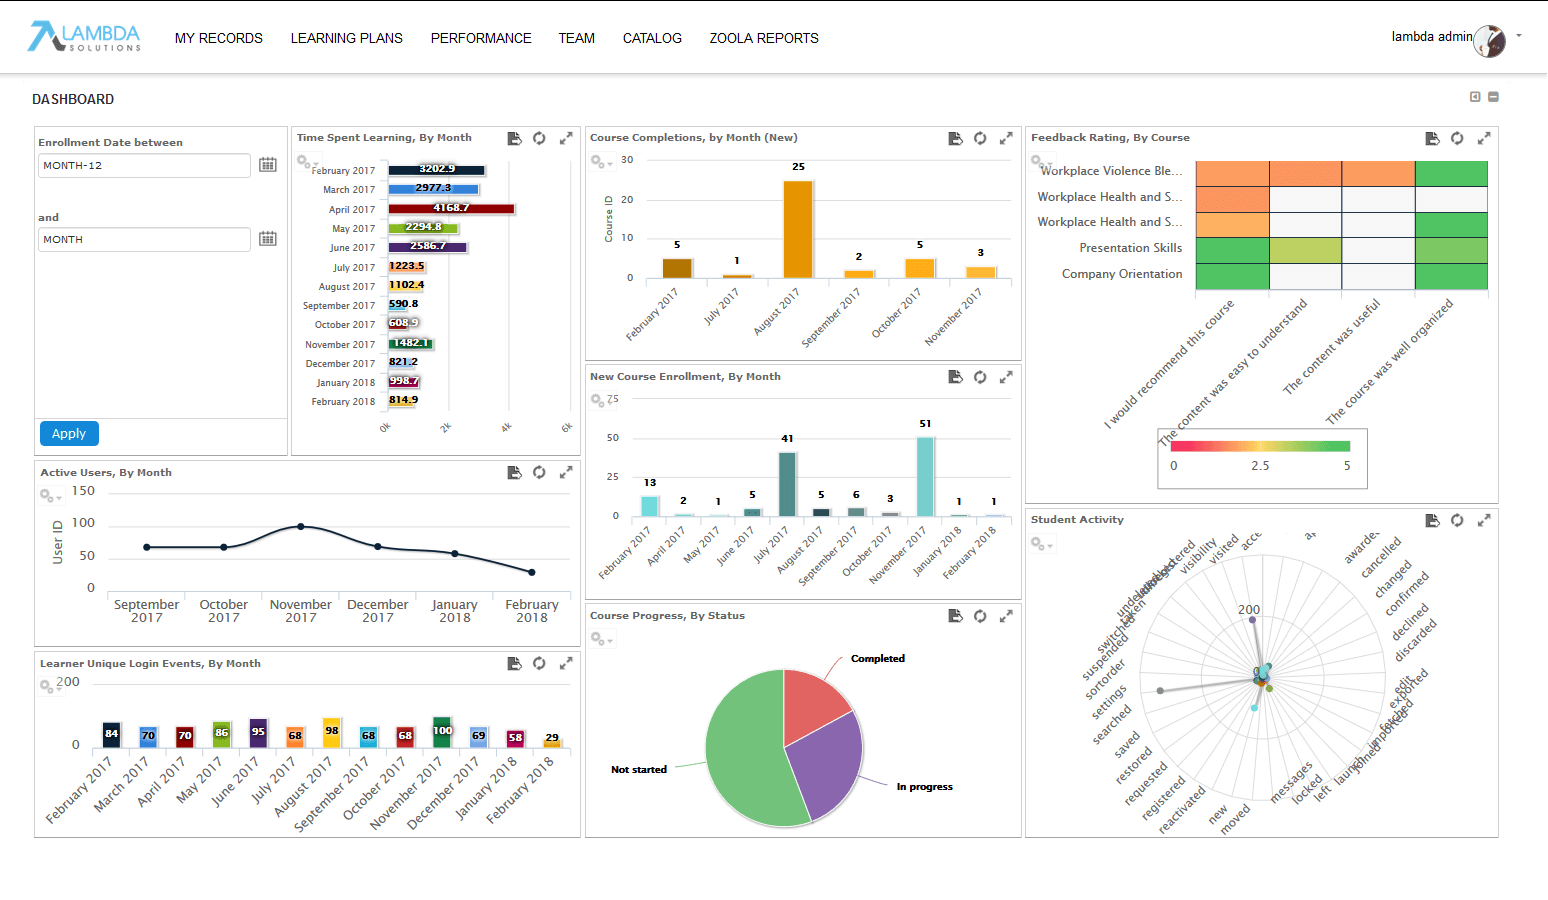 LAMBDA
SOLUTIONS
MY RECORDS LEARNING PLANS PERFORMANCE TEAM CATALOG ZOOLA REPORTS
lambda admin
DASHBOARD
Enrollment Date between
MONTH-12
and
MONTH
Apply
Time Spent Learning, By Month
February 2017 3202.9
March 2017 2977.3
April 2017 4168.7
May 2017 2294.8
June 2017 2586.7
July 2017 1223.5
August 2017 1102.4
September 2017 590.8
October 2017 608.9
November 2017 1482.1
December 2017 821.2
January 2018 998.7
February 2018 814.9
0k 2k 4k 6k
Course Completions, by Month (New)
Course ID
30
20
10
0
5 1 25 2 5 3
February 2017 July 2017 August 2017 September 2017 October 2017 November 2017
New Course Enrollment, By Month
75
50
25
0
13 2 1 5 41 5 6 3 51 1 1
February 2017 April 2017 May 2017 June 2017 July 2017 August 2017 September 2017 October 2017 November 2017 January 2018 February 2018
Course Progress, By Status
Completed
Not started
In progress
Feedback Rating, By Course
Workplace Violence Ble...
Workplace Health and S...
Workplace Health and S...
Presentation Skills
Company Orientation
I would recommend this course
The content was easy to understand
The content was useful
The course was well organized
0 2.5 5
Active Users, By Month
User ID
150
100
50
0
September 2017 October 2017 November 2017 December 2017 January 2018 February 2018
Learner Unique Login Events, By Month
200
0
84 70 70 86 95 68 98 68 68 100 69 58 29
February 2017 March 2017 April 2017 May 2017 June 2017 July 2017 August 2017 September 2017 October 2017 November 2017 December 2017 January 2018 February 2018
Student Activity
200
0
cancelled
changed
confirmed
declined
discarded
edit
exported
fetched
imported
joined
launch
left
locked
messages
moved
new
reactivated
registered
requested
restored
saved
searched
settings
sortorder
suspended
switched
taken
visibility
visited